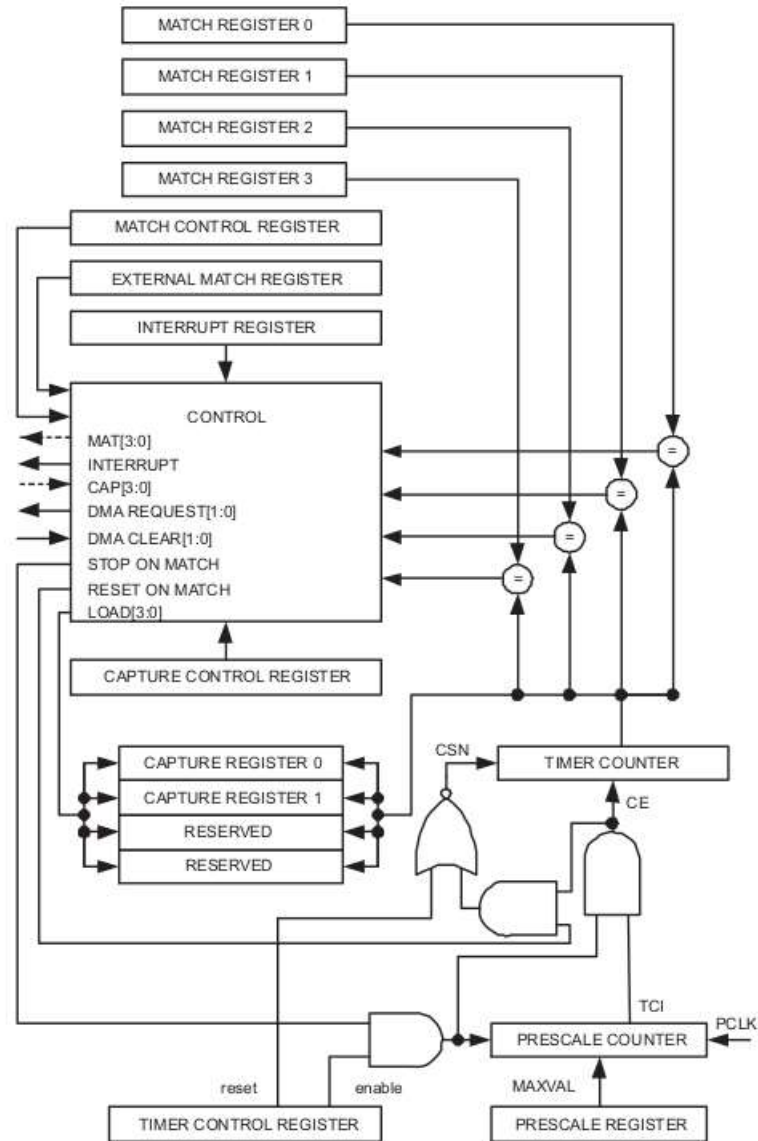 MATCH REGISTER 0
MATCH REGISTER 1
MATCH REGISTER 2
MATCH REGISTER 3
MATCH CONTROL REGISTER
EXTERNAL MATCH REGISTER
INTERRUPT REGISTER
CONTROL
MAT[3:0]
INTERRUPT
CAP[3:0]
DMA REQUEST[1:0]
DMA CLEAR[1:0]
STOP ON MATCH
RESET ON MATCH
LOAD[3:0]
=
=
=
=
CAPTURE CONTROL REGISTER
CSN
TIMER COUNTER
CAPTURE REGISTER 0
CAPTURE REGISTER 1
RESERVED
RESERVED
CE
TCI
PCLK
PRESCALE COUNTER
reset
enable
MAXVAL
TIMER CONTROL REGISTER
PRESCALE REGISTER